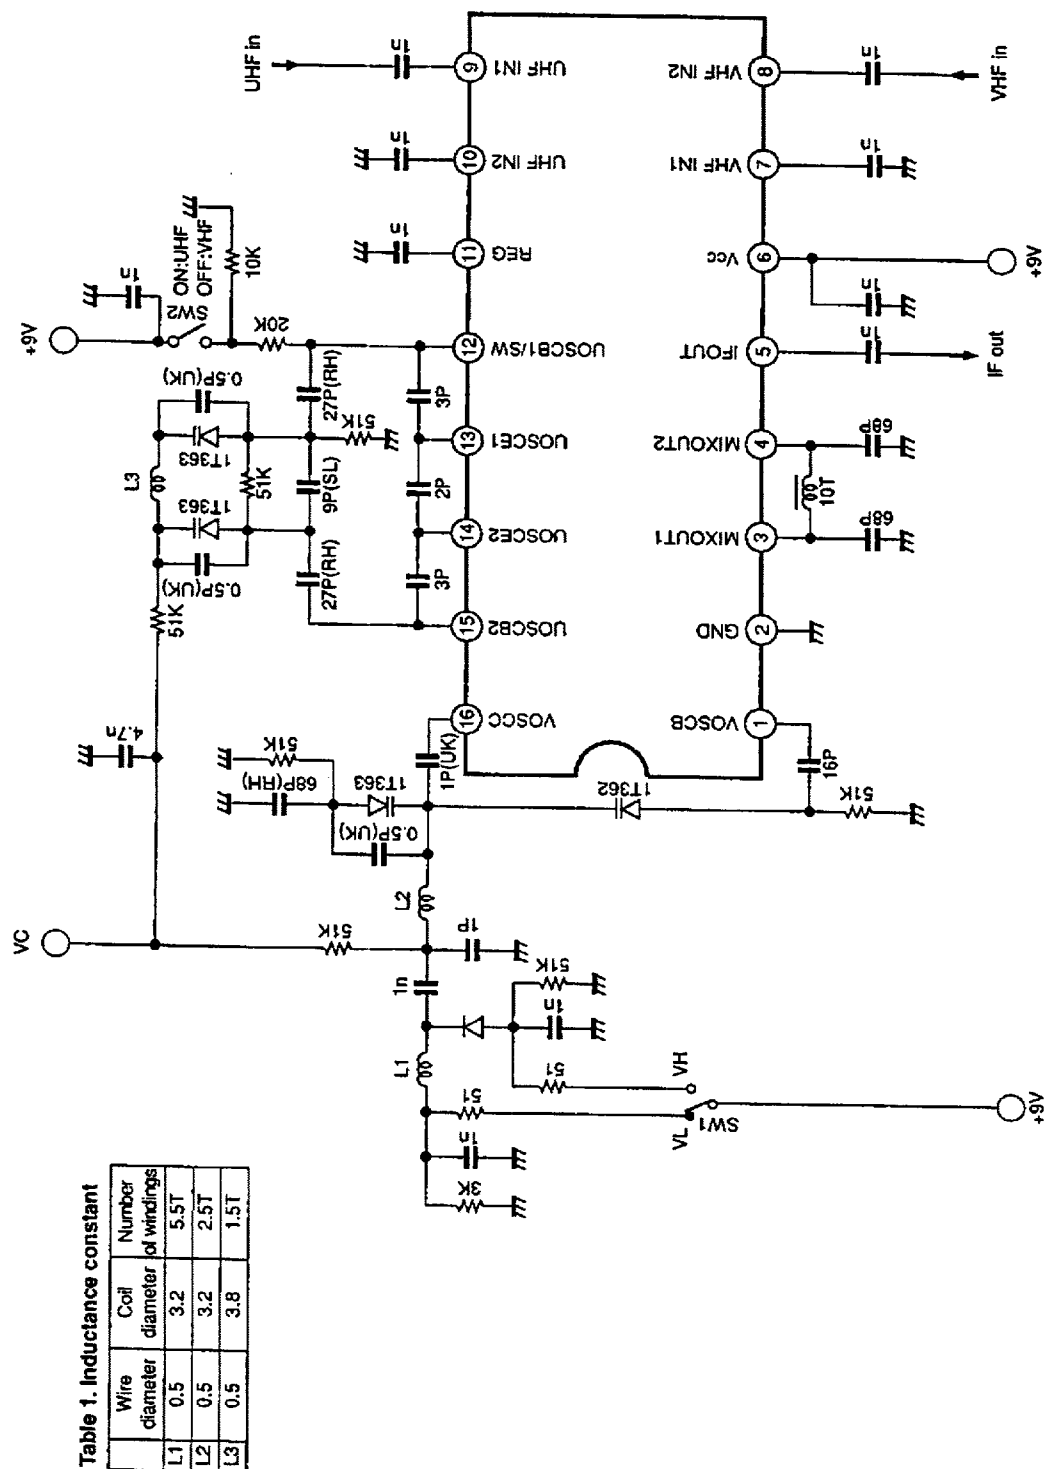 UHF in
1n
9
UHF IN1
1n
10
UHF IN2
1n
11
REG
+9V
1n
SW2
ON:UHF
OFF:VHF
10K
20K
12
UOSCB1/SW
0.5P(UK)
1T363
L3
51K
1T363
0.5P(UK)
51K
27P(RH)
51K
9P(SL)
27P(RH)
3P
13
UOSCE1
2P
14
UOSCE2
3P
15
UOSCB2
4.7n
VC
51K
68P(RH)
1T363
0.5P(UK)
1P(UK)
16
VOSCC
L2
51K
1P
1n
51K
1n
L1
51
51
VH
VL
SW1
+9V
1n
3K
1T362
16P
51K
1
VOSCB
2
GND
3
MIXOUT1
68P
10T
4
MIXOUT2
68P
5
IFOUT
1n
IF out
6
Vcc
1n
+9V
7
VHF IN1
1n
8
VHF IN2
1n
VHF in
Table 1. Inductance constant
Wire diameter Coil diameter Number of windings
L1 0.5 3.2 5.5T
L2 0.5 3.2 2.5T
L3 0.5 3.8 1.5T